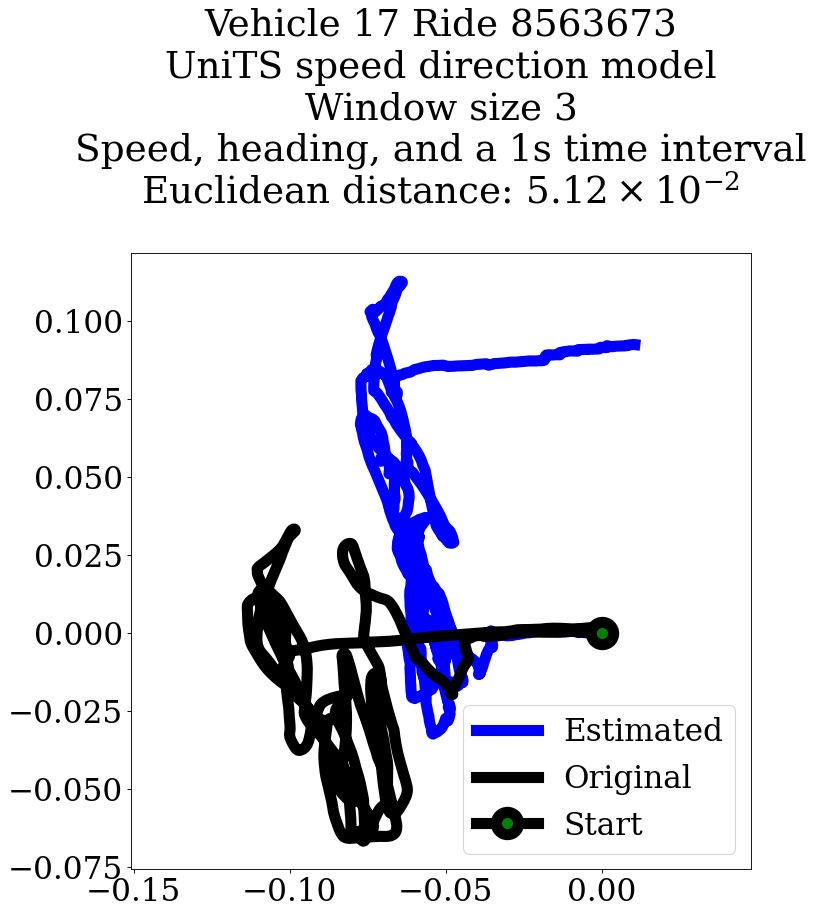 Vehicle 17 Ride 8563673
UniTS speed direction model
Window size 3
Speed, heading, and a 1s time interval
Euclidean distance: 5.12 × 10⁻²
0.100
0.075
0.050
0.025
0.000
−0.025
−0.050
−0.075
−0.15
−0.10
−0.05
0.00
Estimated
Original
Start